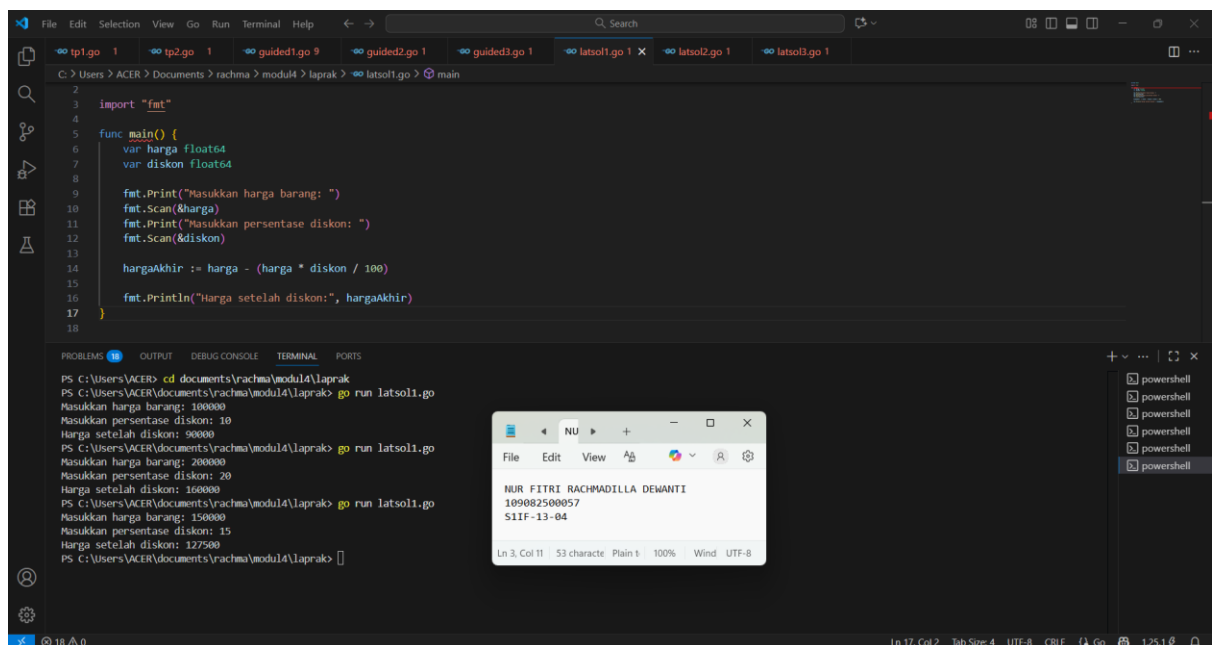 File Edit Selection View Go Run Terminal Help
Search
tp1.go 1 tp2.go 1 guided1.go 9 guided2.go 1 guided3.go 1 latsol1.go 1 latsol2.go 1 latsol3.go 1
C: > Users > ACER > Documents > rachma > modul4 > laprak > latsol1.go > main
2
3 import "fmt"
4
5 func main() {
6 var harga float64
7 var diskon float64
8
9 fmt.Print("Masukkan harga barang: ")
10 fmt.Scan(&harga)
11 fmt.Print("Masukkan persentase diskon: ")
12 fmt.Scan(&diskon)
13
14 hargaAkhir := harga - (harga * diskon / 100)
15
16 fmt.Println("Harga setelah diskon:", hargaAkhir)
17 }
18
PROBLEMS 18 OUTPUT DEBUG CONSOLE TERMINAL PORTS
PS C:\Users\ACER> cd documents\rachma\modul4\laprak
PS C:\Users\ACER\documents\rachma\modul4\laprak> go run latsol1.go
Masukkan harga barang: 100000
Masukkan persentase diskon: 10
Harga setelah diskon: 90000
PS C:\Users\ACER\documents\rachma\modul4\laprak> go run latsol1.go
Masukkan harga barang: 200000
Masukkan persentase diskon: 20
Harga setelah diskon: 160000
PS C:\Users\ACER\documents\rachma\modul4\laprak> go run latsol1.go
Masukkan harga barang: 150000
Masukkan persentase diskon: 15
Harga setelah diskon: 127500
PS C:\Users\ACER\documents\rachma\modul4\laprak>
powershell
powershell
powershell
powershell
powershell
powershell
NU
File Edit View
NUR FITRI RACHMADILLA DEWANTI
109082500057
S1IF-13-04
Ln 3, Col 11 53 characte Plain t 100% Wind UTF-8
18 0
Ln 17, Col 2 Tab Size: 4 UTF-8 CRLF Go 1.25.1